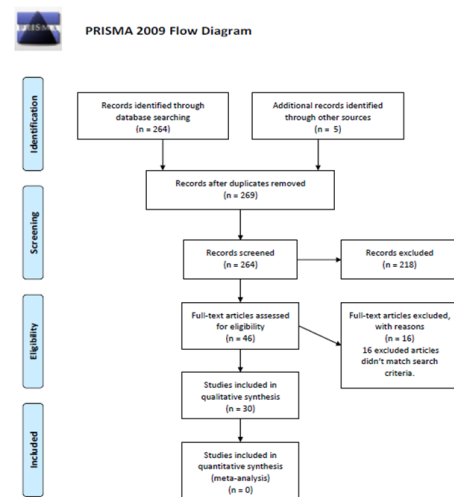 PRISMA
PRISMA 2009 Flow Diagram
Identification
Records identified through
database searching
(n = 264)
Additional records identified
through other sources
(n = 5)
Records after duplicates removed
(n = 269)
Screening
Records screened
(n = 264)
Records excluded
(n = 218)
Eligibility
Full-text articles assessed
for eligibility
(n = 46)
Full-text articles excluded,
with reasons
(n = 16)
16 excluded articles
didn't match search
criteria.
Studies included in
qualitative synthesis
(n = 30)
Included
Studies included in
quantitative synthesis
(meta-analysis)
(n = 0)